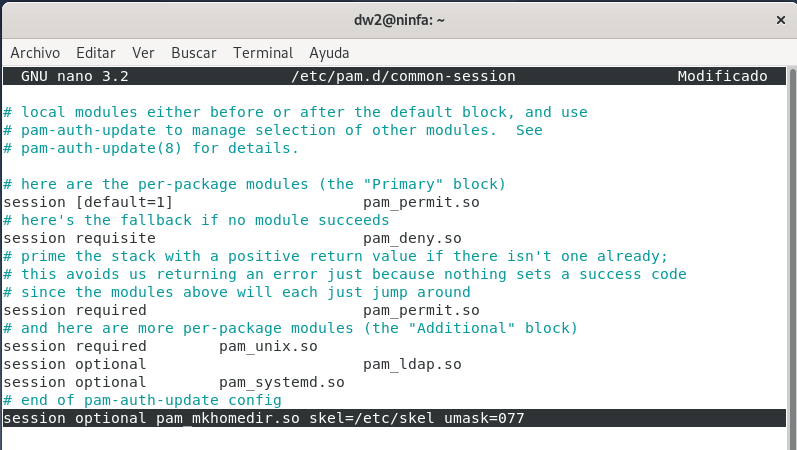 dw2@ninfa: ~
Archivo Editar Ver Buscar Terminal Ayuda
GNU nano 3.2 /etc/pam.d/common-session Modificado
# local modules either before or after the default block, and use
# pam-auth-update to manage selection of other modules.  See
# pam-auth-update(8) for details.
# here are the per-package modules (the "Primary" block)
session [default=1] pam_permit.so
# here's the fallback if no module succeeds
session requisite pam_deny.so
# prime the stack with a positive return value if there isn't one already;
# this avoids us returning an error just because nothing sets a success code
# since the modules above will each just jump around
session required pam_permit.so
# and here are more per-package modules (the "Additional" block)
session required pam_unix.so
session optional pam_ldap.so
session optional pam_systemd.so
# end of pam-auth-update config
session optional pam_mkhomedir.so skel=/etc/skel umask=077